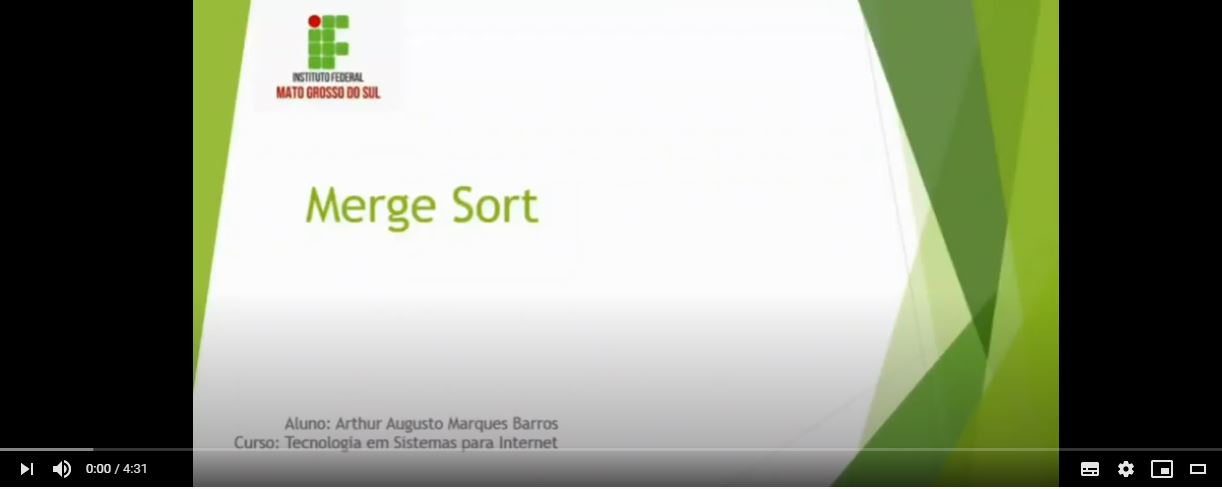 INSTITUTO FEDERAL
MATO GROSSO DO SUL
Merge Sort
Aluno: Arthur Augusto Marques Barros
Curso: Tecnologia em Sistemas para Internet
0:00 / 4:31